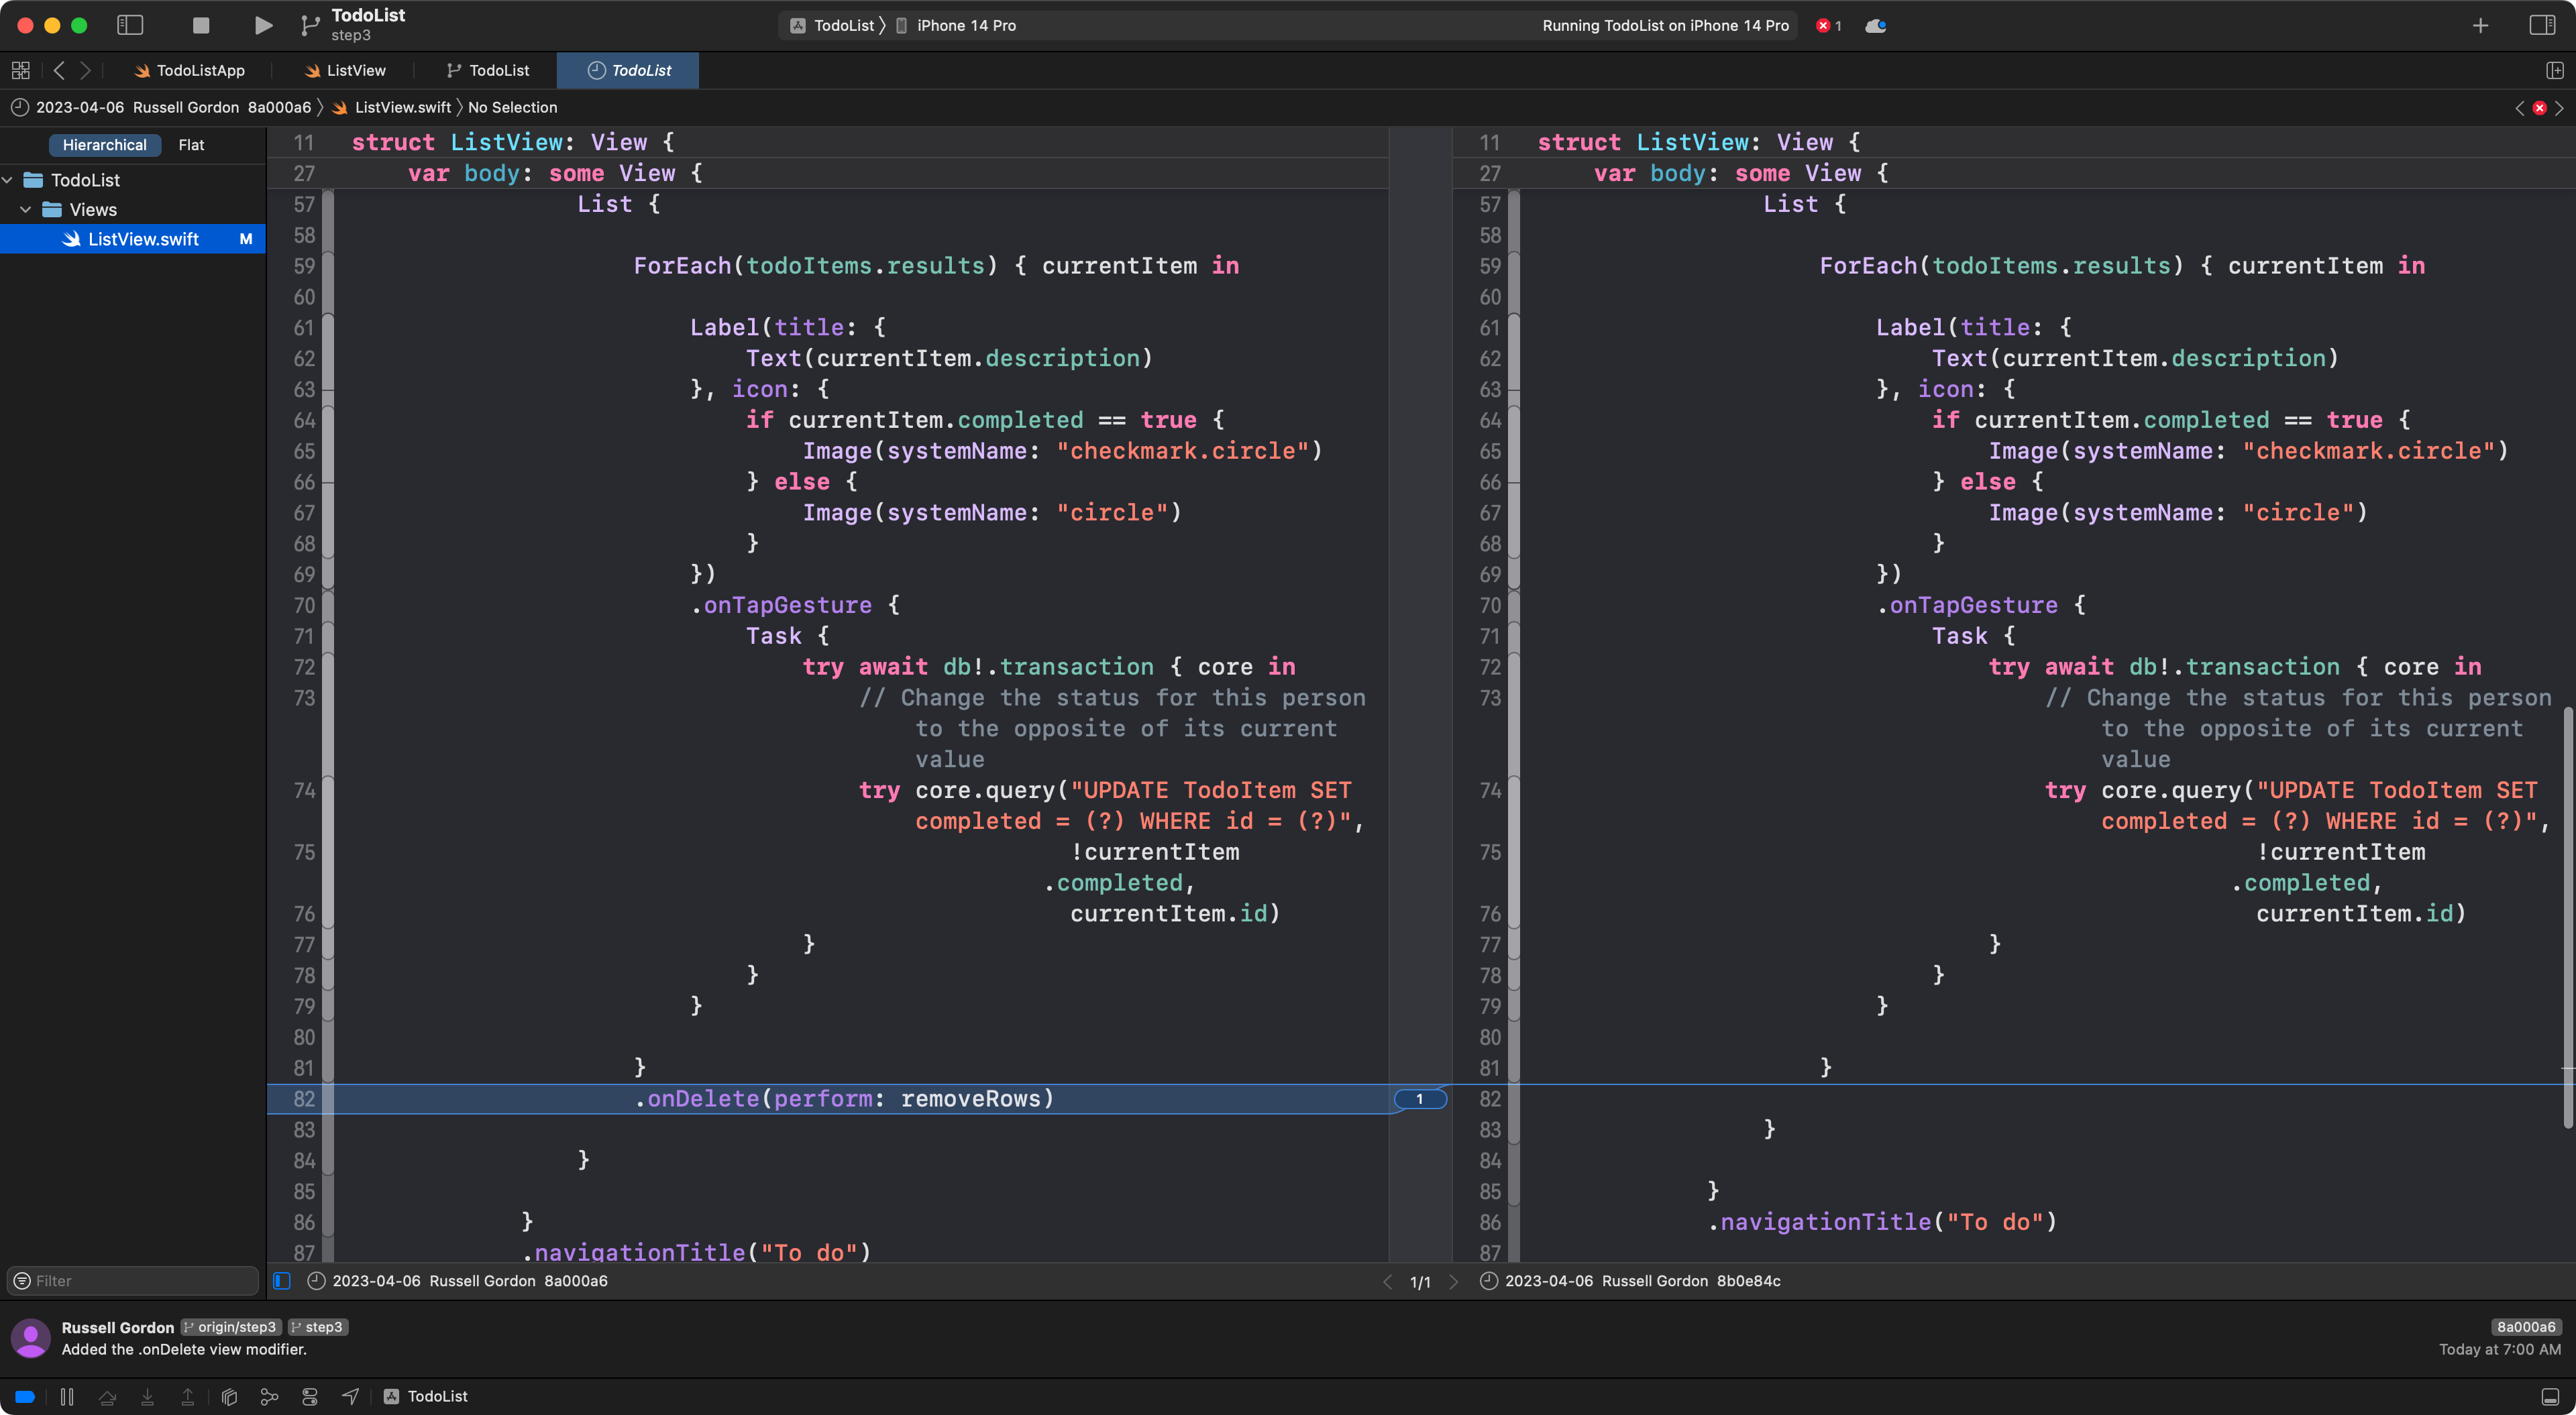 TodoList
step3
TodoList 〉 iPhone 14 Pro
Running TodoList on iPhone 14 Pro
1
TodoListApp
ListView
TodoList
TodoList
2023-04-06 Russell Gordon 8a000a6 〉 ListView.swift 〉 No Selection
Hierarchical
Flat
TodoList
Views
ListView.swift M
11 struct ListView: View {
27 var body: some View {
57 List {
58
59 ForEach(todoItems.results) { currentItem in
60
61 Label(title: {
62 Text(currentItem.description)
63 }, icon: {
64 if currentItem.completed == true {
65 Image(systemName: "checkmark.circle")
66 } else {
67 Image(systemName: "circle")
68 }
69 })
70 .onTapGesture {
71 Task {
72 try await db!.transaction { core in
73 // Change the status for this person
to the opposite of its current
value
74 try core.query("UPDATE TodoItem SET
completed = (?) WHERE id = (?)",
75 !currentItem
.completed,
76 currentItem.id)
77 }
78 }
79 }
80
81 }
82 .onDelete(perform: removeRows)
83
84 }
85
86 }
87 .navigationTitle("To do")
1
11 struct ListView: View {
27 var body: some View {
57 List {
58
59 ForEach(todoItems.results) { currentItem in
60
61 Label(title: {
62 Text(currentItem.description)
63 }, icon: {
64 if currentItem.completed == true {
65 Image(systemName: "checkmark.circle")
66 } else {
67 Image(systemName: "circle")
68 }
69 })
70 .onTapGesture {
71 Task {
72 try await db!.transaction { core in
73 // Change the status for this person
to the opposite of its current
value
74 try core.query("UPDATE TodoItem SET
completed = (?) WHERE id = (?)",
75 !currentItem
.completed,
76 currentItem.id)
77 }
78 }
79 }
80
81 }
82
83 }
84
85 }
86 .navigationTitle("To do")
87
Filter
2023-04-06 Russell Gordon 8a000a6
1/1
2023-04-06 Russell Gordon 8b0e84c
Russell Gordon origin/step3 step3
Added the .onDelete view modifier.
8a000a6
Today at 7:00 AM
TodoList